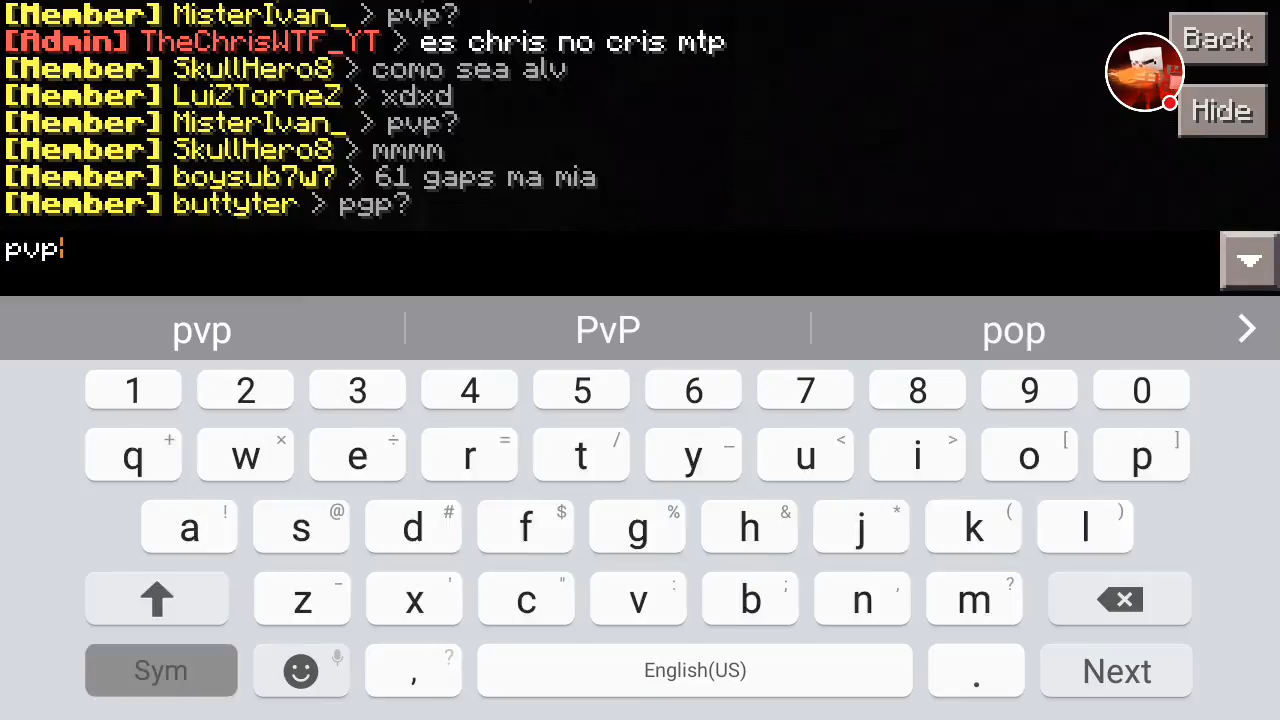 [Member] MisterIvan_ > pvp?
[Admin] TheChrisWTF_YT > es chris no cris mtp
[Member] SkullHero8 > como sea alv
[Member] LuiZTorneZ > xdxd
[Member] MisterIvan_ > pvp?
[Member] SkullHero8 > mmmm
[Member] boysub7w7 > 61 gaps ma mia
[Member] buttyter > pgp?
Back
Hide
pvp
pvp PvP pop
1 2 3 4 5 6 7 8 9 0
q + w × e ÷ r = t / y _ u < i > o [ p ]
a ! s @ d # f $ g % h & j * k ( l )
z - x ' c " v : b ; n , m ?
Sym , ? English(US) . Next